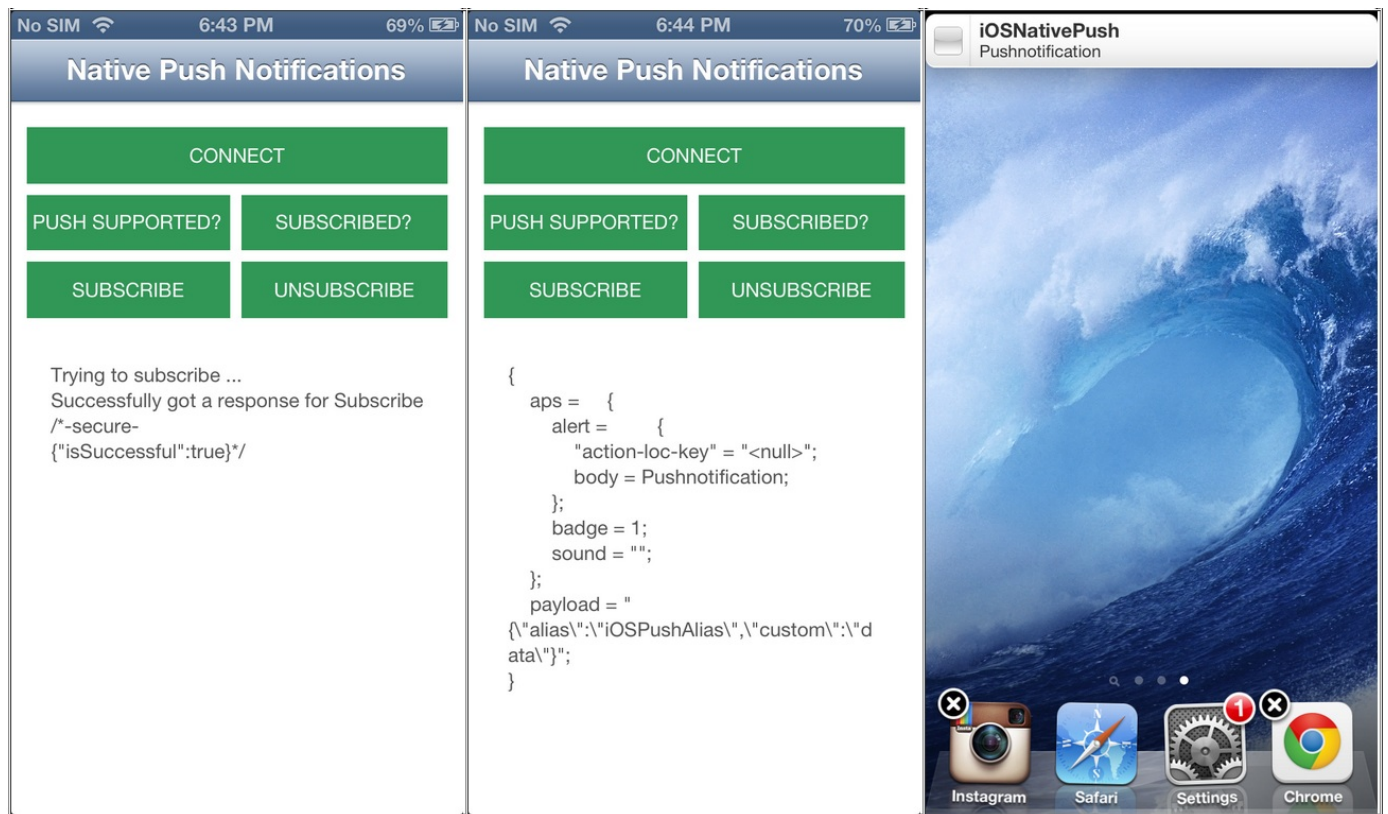 No SIM 6:43 PM 69%
Native Push Notifications
CONNECT
PUSH SUPPORTED? SUBSCRIBED?
SUBSCRIBE UNSUBSCRIBE
Trying to subscribe ...
Successfully got a response for Subscribe
/*-secure-
{"isSuccessful":true}*/
No SIM 6:44 PM 70%
Native Push Notifications
CONNECT
PUSH SUPPORTED? SUBSCRIBED?
SUBSCRIBE UNSUBSCRIBE
{
aps = {
alert = {
"action-loc-key" = "<null>";
body = Pushnotification;
};
badge = 1;
sound = "";
};
payload = "
{\"alias\":\"iOSPushAlias\",\"custom\":\"d
ata\"}";
}
iOSNativePush
Pushnotification
1
Instagram Safari Settings Chrome